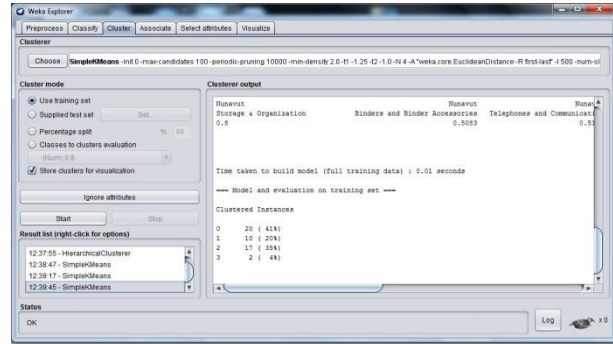 Weka Explorer
Preprocess Classify Cluster Associate Select attributes Visualize
Clusterer
Choose SimpleKMeans -init 0 -max-candidates 100 -periodic-pruning 10000 -min-density 2.0 -t1 -1.25 -t2 -1.0 -N 4 -A "weka.core.EuclideanDistance -R first-last" -I 500 -num-sl
Cluster mode
Use training set
Supplied test set Set...
Percentage split % 66
Classes to clusters evaluation
(Num) 0.8
Store clusters for visualization
Ignore attributes
Start Stop
Result list (right-click for options)
12:37:55 - HierarchicalClusterer
12:38:47 - SimpleKMeans
12:39:17 - SimpleKMeans
12:39:45 - SimpleKMeans
Clusterer output
Nunavut Nunavut Nunav
Storage & Organization Binders and Binder Accessories Telephones and Communicati
0.8 0.5083 0.51
Time taken to build model (full training data) : 0.01 seconds
=== Model and evaluation on training set ===
Clustered Instances
0 20 ( 41%)
1 10 ( 20%)
2 17 ( 35%)
3 2 ( 4%)
Status
OK
Log x 0